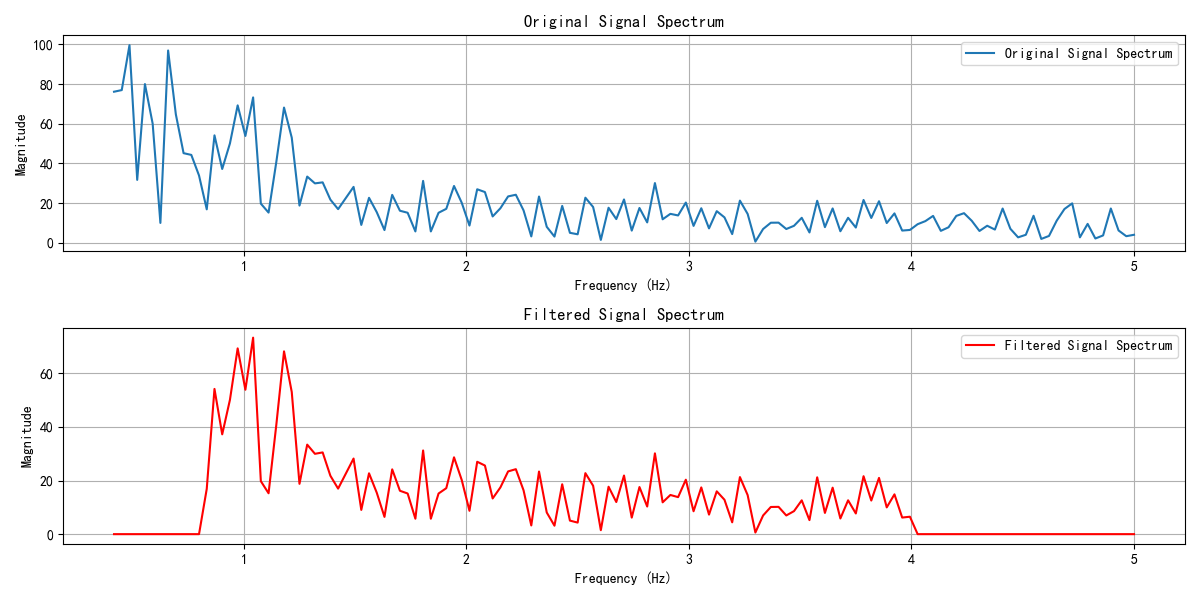 Original Signal Spectrum
100
80
60
40
20
0
Magnitude
Original Signal Spectrum
1 2 3 4 5
Frequency (Hz)
Filtered Signal Spectrum
60
40
20
0
Magnitude
Filtered Signal Spectrum
1 2 3 4 5
Frequency (Hz)